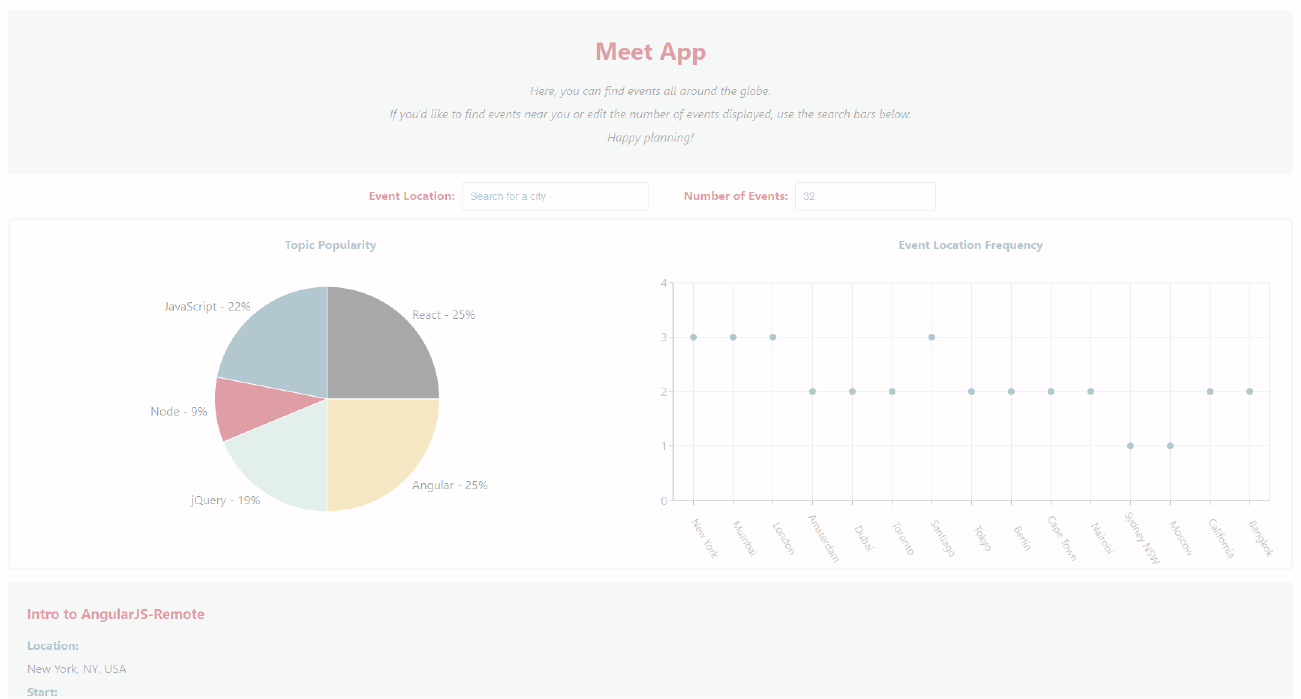 Meet App
Here, you can find events all around the globe.
If you'd like to find events near you or edit the number of events displayed, use the search bars below.
Happy planning!
Event Location: Search for a city Number of Events: 32
Topic Popularity
JavaScript - 22%
React - 25%
Node - 9%
jQuery - 19%
Angular - 25%
Event Location Frequency
4
3
2
1
0
New York
Mumbai
London
Amsterdam
Dubai
Toronto
Santiago
Tokyo
Berlin
Cape Town
Nairobi
Sydney NSW
Moscow
California
Bangkok
Intro to AngularJS-Remote
Location:
New York, NY, USA
Start: